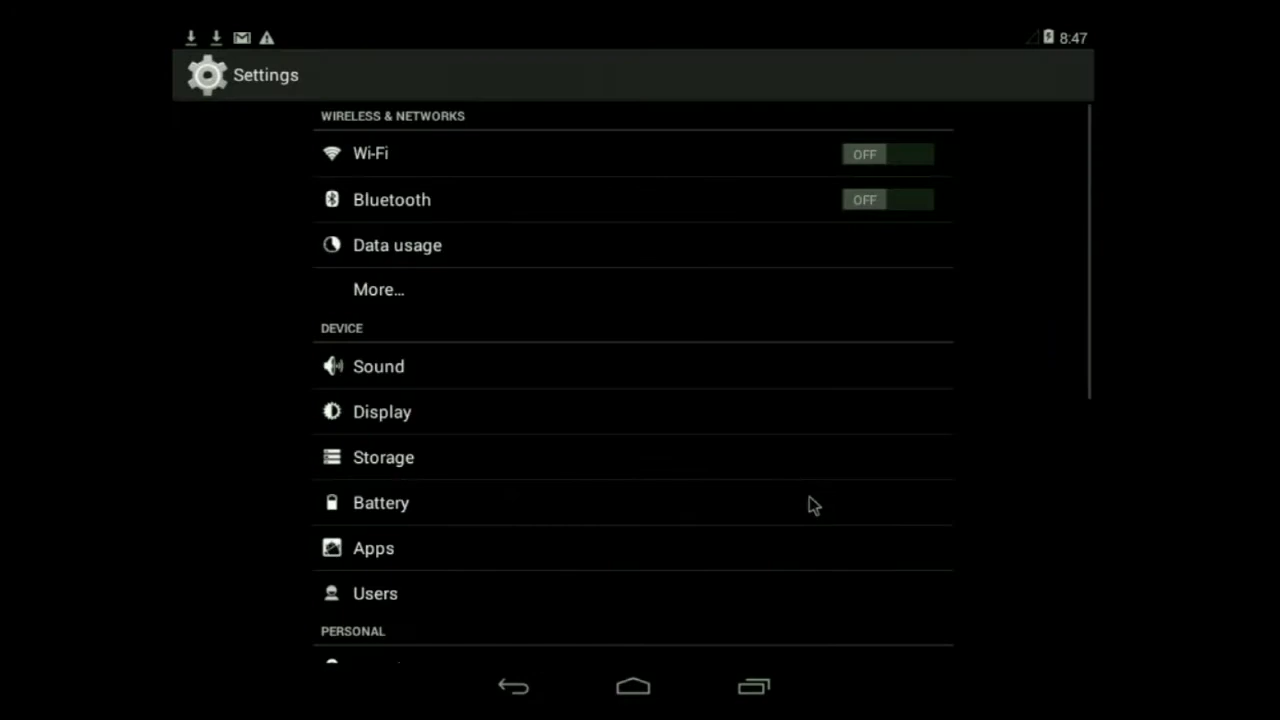 8:47
Settings
WIRELESS & NETWORKS
Wi-Fi OFF
Bluetooth OFF
Data usage
More...
DEVICE
Sound
Display
Storage
Battery
Apps
Users
PERSONAL